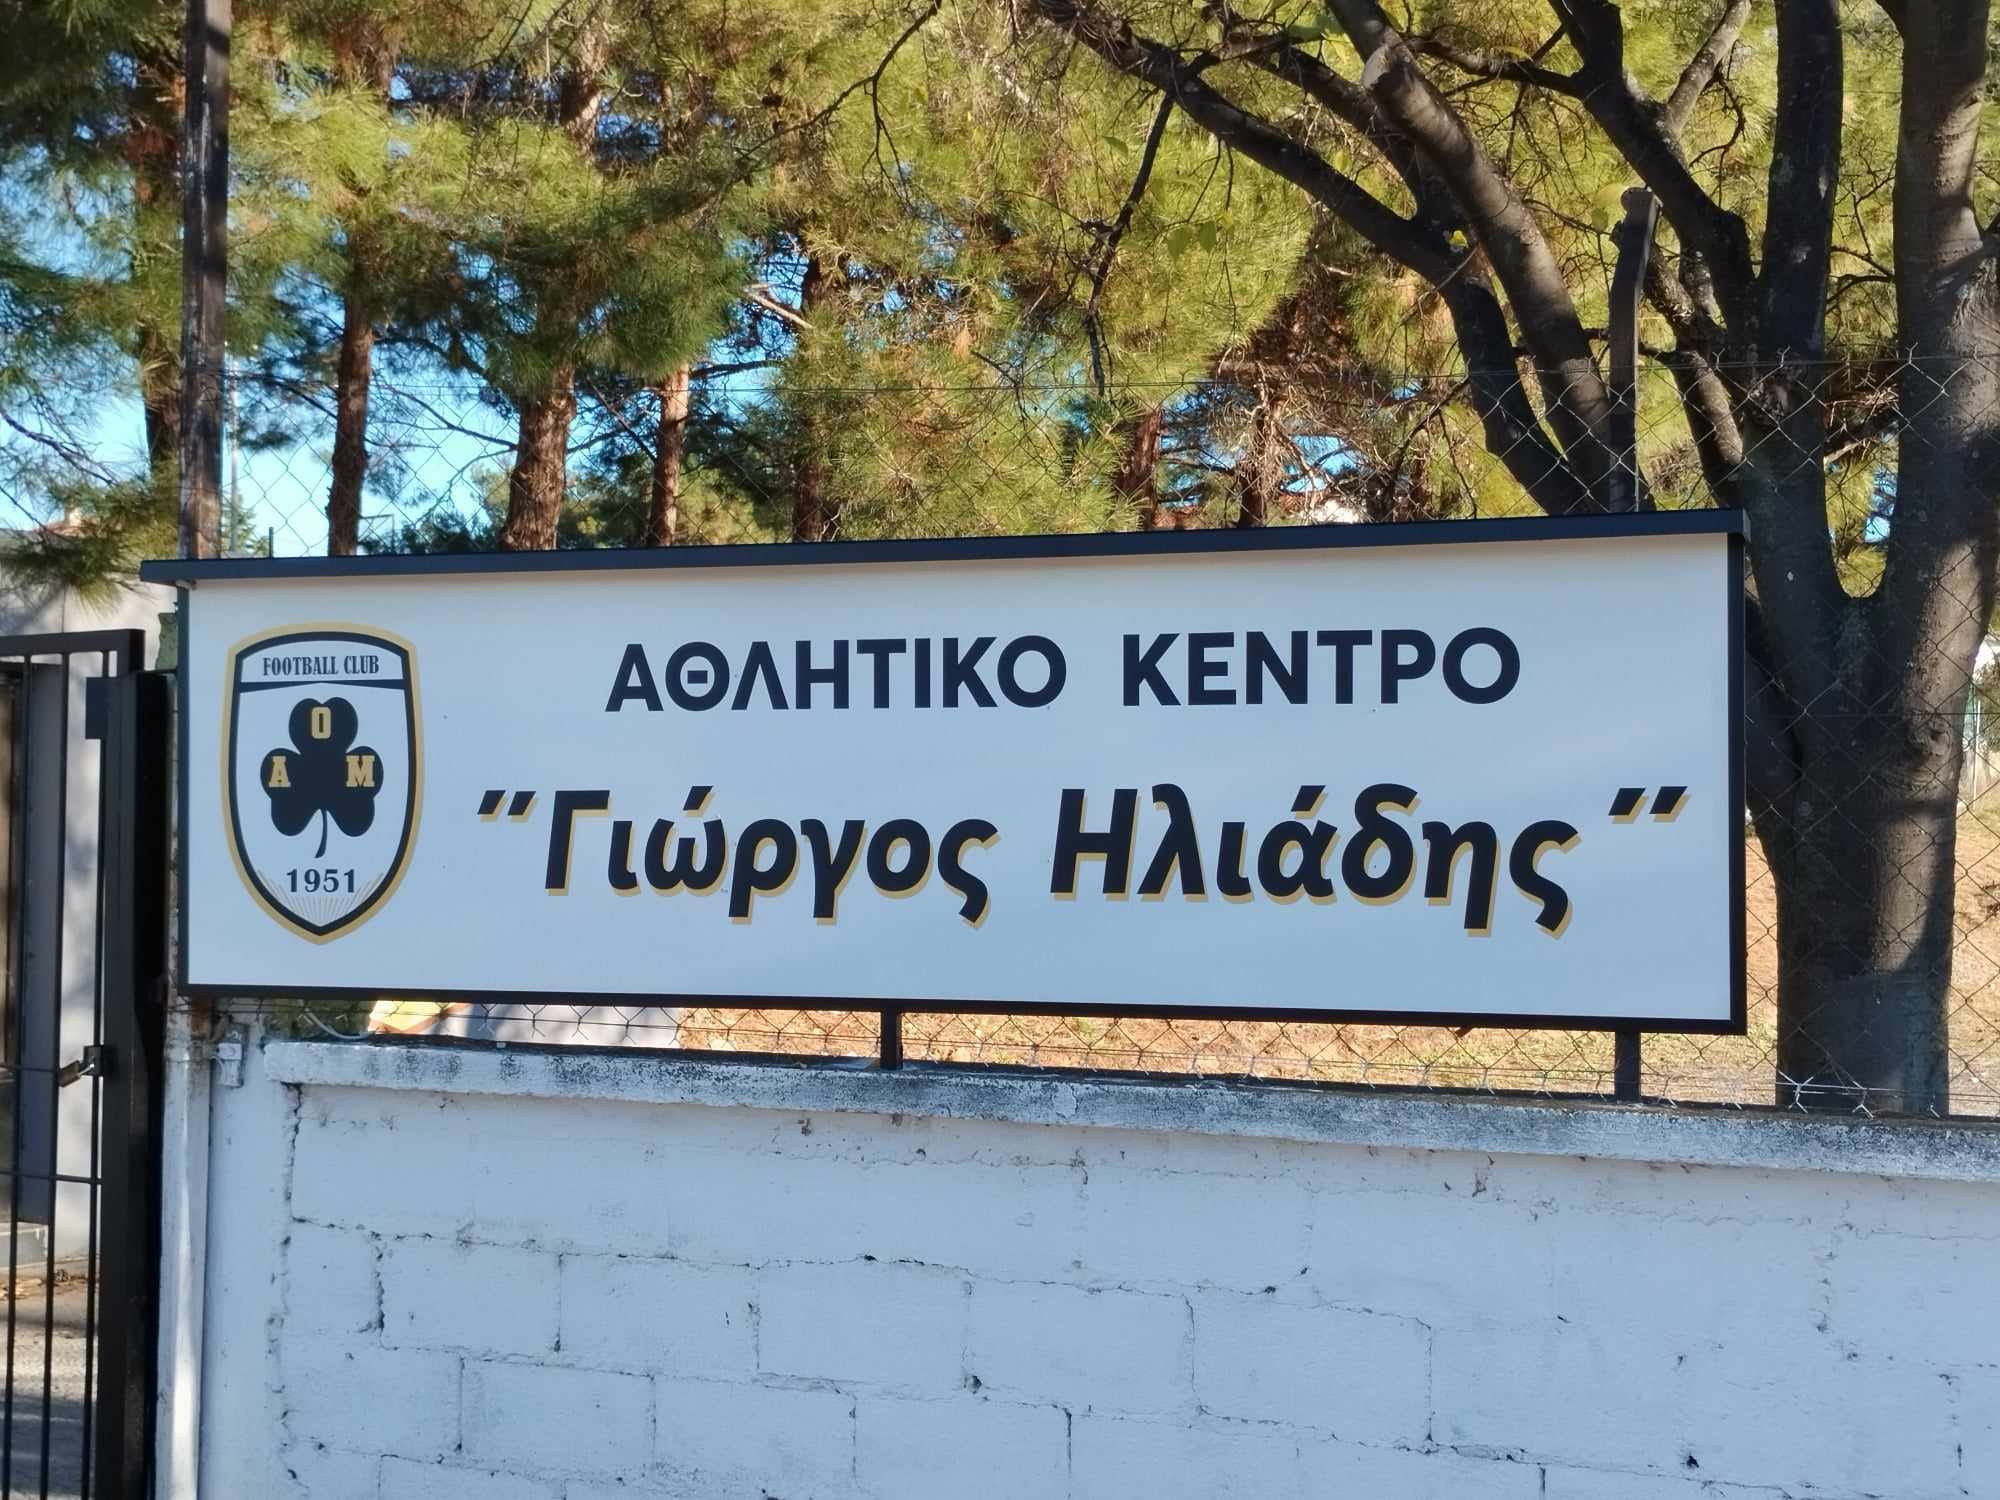 FOOTBALL CLUB
Ο
Α Μ
1951
ΑΘΛΗΤΙΚΟ ΚΕΝΤΡΟ
"Γιώργος Ηλιάδης"